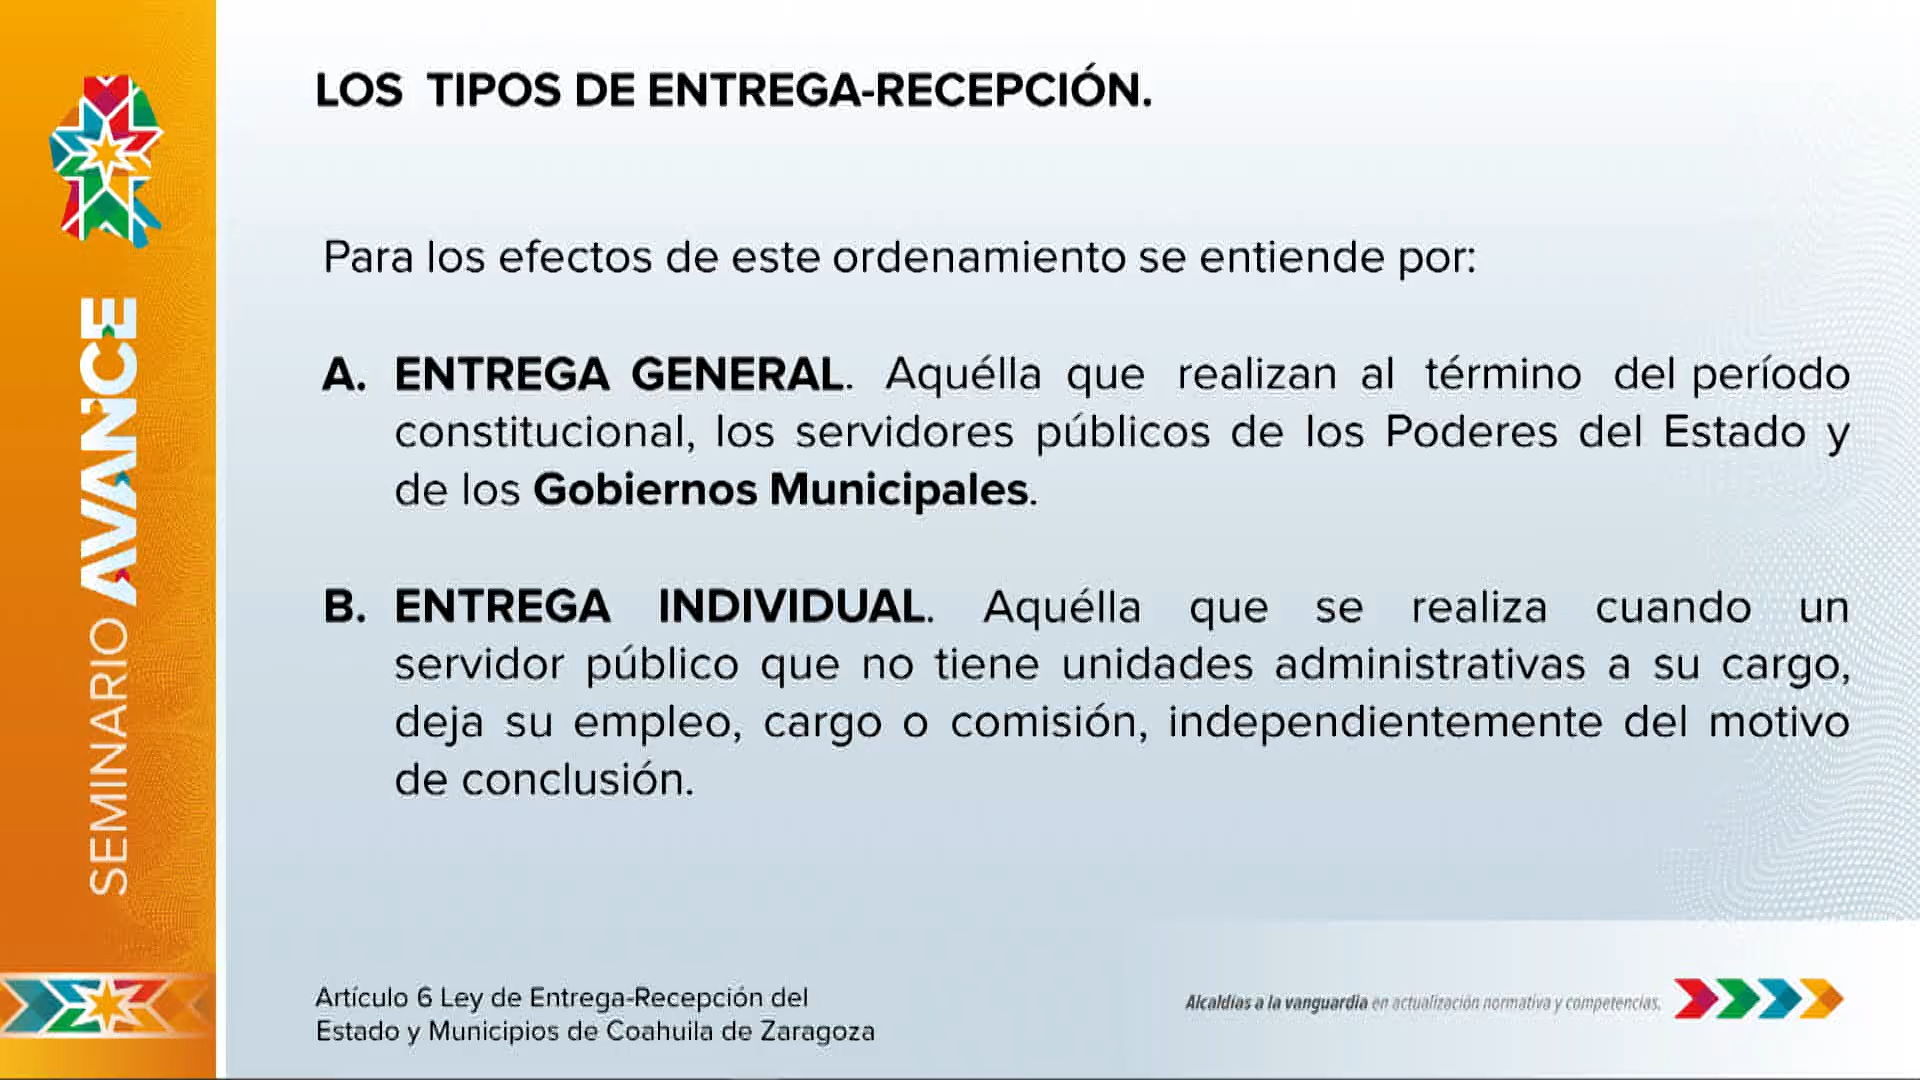 LOS TIPOS DE ENTREGA-RECEPCIÓN.
Para los efectos de este ordenamiento se entiende por:
A. ENTREGA GENERAL. Aquélla que realizan al término del período
constitucional, los servidores públicos de los Poderes del Estado y
de los Gobiernos Municipales.
B. ENTREGA INDIVIDUAL. Aquélla que se realiza cuando un
servidor público que no tiene unidades administrativas a su cargo,
deja su empleo, cargo o comisión, independientemente del motivo
de conclusión.
SEMINARIO AVANCE
Artículo 6 Ley de Entrega-Recepción del
Estado y Municipios de Coahuila de Zaragoza
Alcaldías a la vanguardia en actualización normativa y competencias.